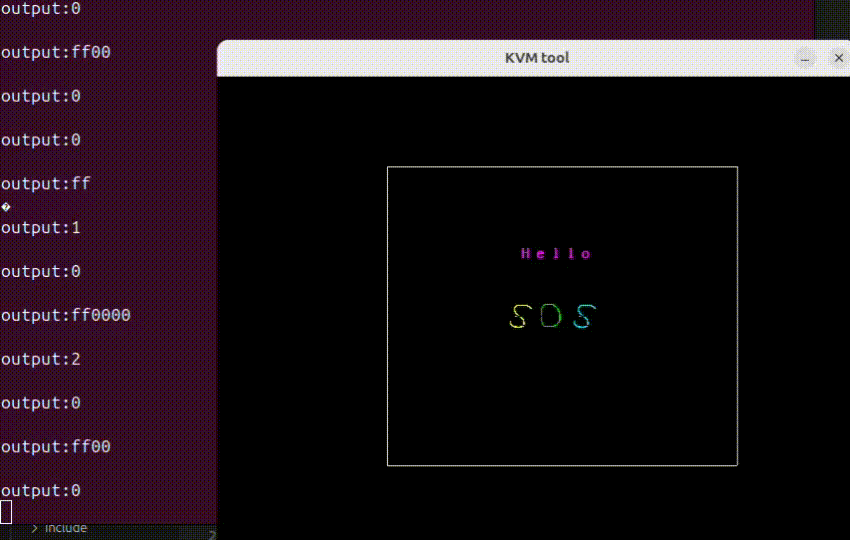 output:0
output:ff00
output:0
output:0
output:ff
�
output:1
output:0
output:ff0000
output:2
output:0
output:ff00
output:0
> include
KVM tool
Hello
SOS